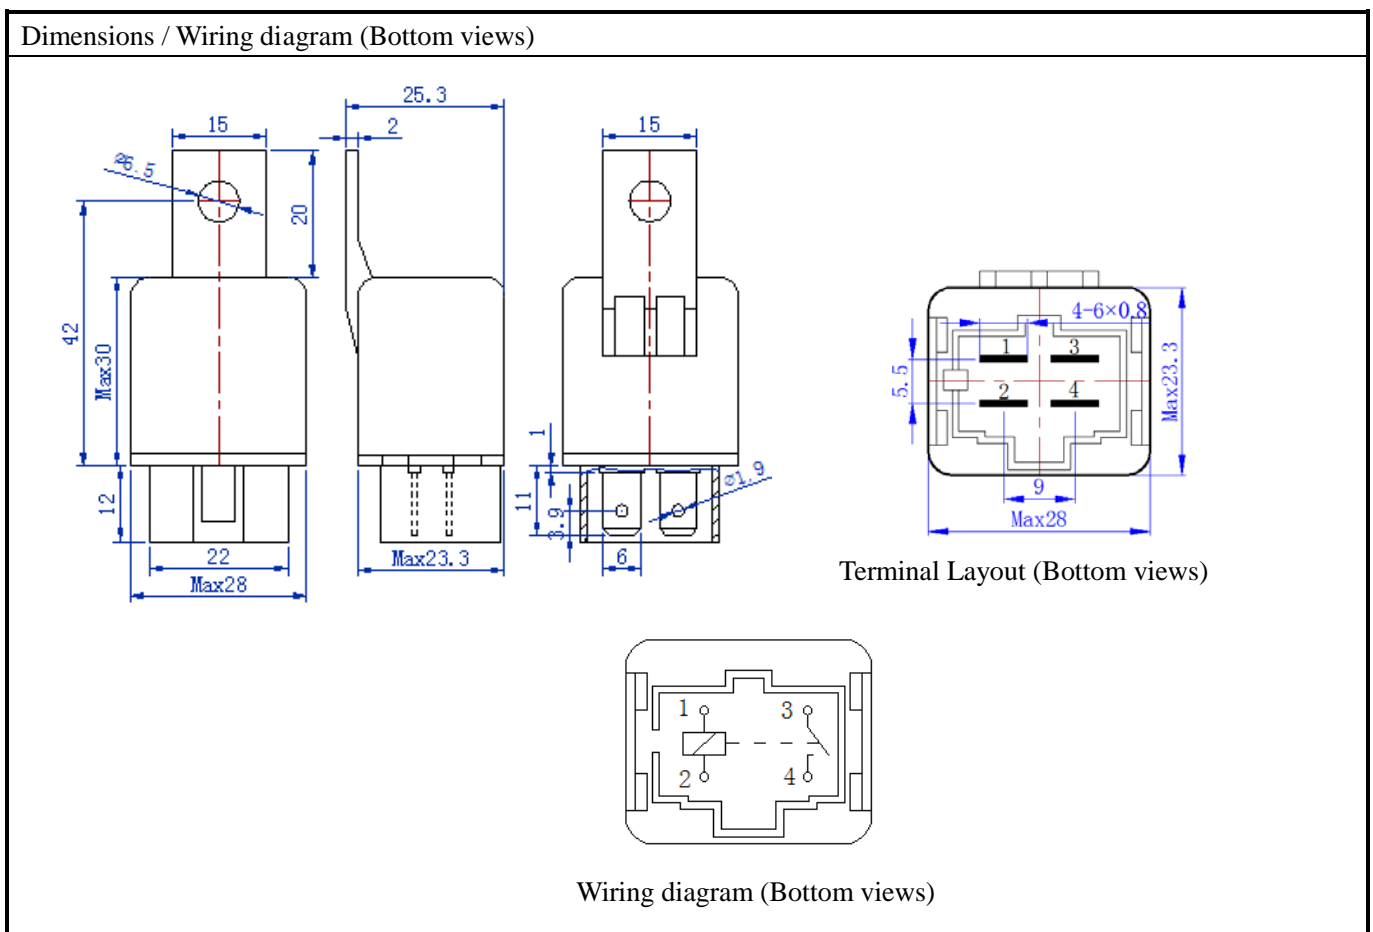 Dimensions / Wiring diagram (Bottom views)
25.3
15
2
15
ø6.5
20
42
Max30
12
22
Max28
Max23.3
1
11
3.9
ø1.9
6
4-6×0.8
1 3
5.5
2 4
Max23.3
9
Max28
Terminal Layout (Bottom views)
1 3
2 4
Wiring diagram (Bottom views)